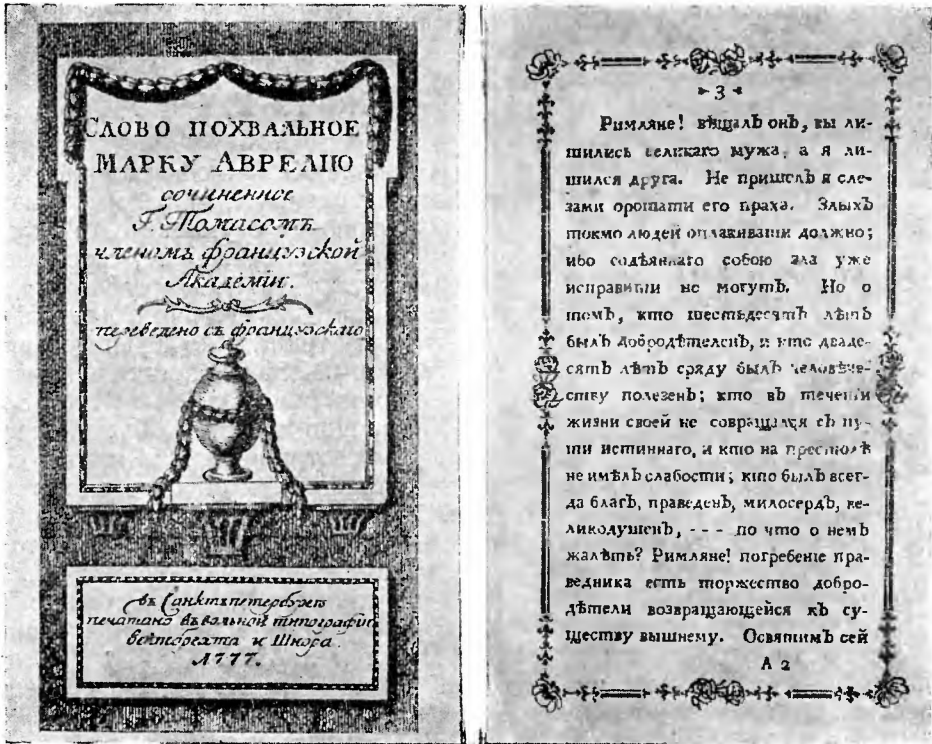 СЛОВО ПОХВАЛЬНОЕ
МАРКУ АВРЕЛIЮ
сочиненное
Г. Томасомъ
членомъ французской
Академiи.
переведено съ французскаго
въ Санктпетербургѣ
печатано въ вольной типографiи
Веитбрехта и Шнора
1777.
3
Римляне! вѣщалЪ онЪ, вы ли-
шились великаго мужа, а я ли-
шился друга. Не пришелЪ я сле-
зами орошати его праха. ЗлыхЪ
токмо людей оплакивати должно;
ибо содѣяннаго собою зла уже
исправити не могутЪ. Но о
томЪ, кто шестьдесятЪ лѣтЪ
былЪ добродѣтеленЪ, и кто двадe-
сятЪ лѣтЪ сряду былЪ человѣче-
ству полезенЪ; кто вЪ теченiи
жизни своей не совращался сЪ пу-
ти истиннаго, и кто на престолѣ
не имѣлЪ слабости; кто былЪ всег-
да благЪ, праведенЪ, милосердЪ, ве-
ликодушенЪ, - - - по что о немЪ
жалѣть? Римляне! погребенiе пра-
ведника есть торжество добро-
дѣтели возвращающейся кЪ су-
ществу вышнему. ОсвятимЪ сей
А 2